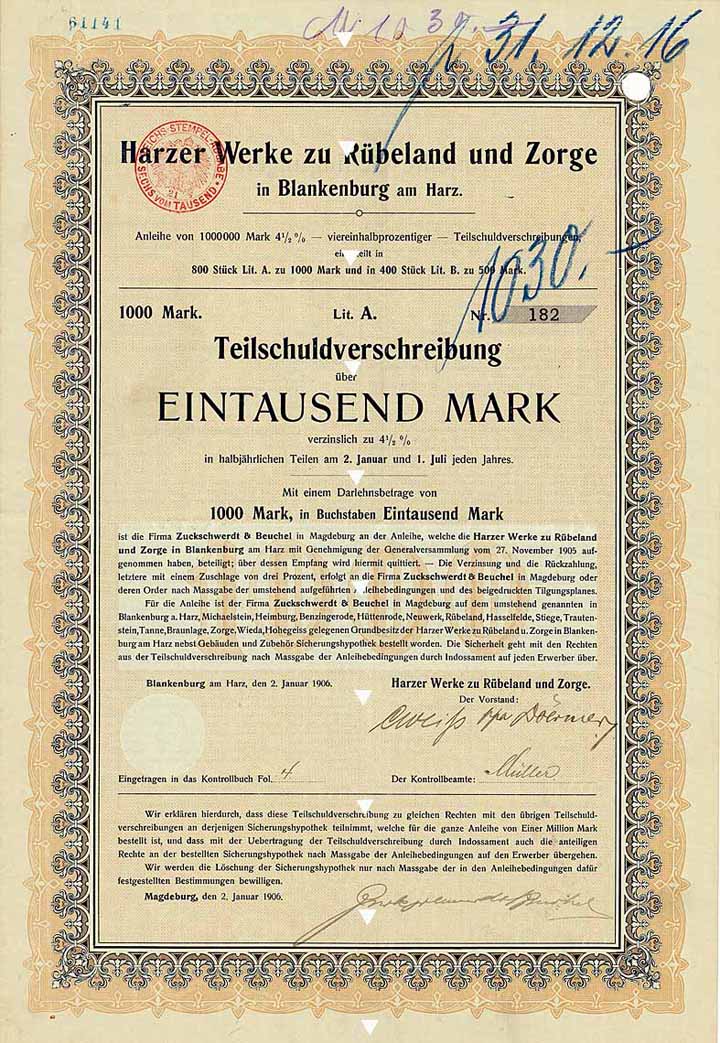 61141
M. 1030.-
p. 31. 12. 16
REICHS-STEMPEL-ABGABE
21
SECHS VOM TAUSEND
Harzer Werke zu Rübeland und Zorge
in Blankenburg am Harz.
Anleihe von 1000000 Mark 4½% — viereinhalbprozentiger — Teilschuldverschreibungen,
eingeteilt in
800 Stück Lit. A. zu 1000 Mark und in 400 Stück Lit. B. zu 500 Mark.
1030.-
1000 Mark. Lit. A. Nr. 182
Teilschuldverschreibung
über
EINTAUSEND MARK
verzinslich zu 4½%
in halbjährlichen Teilen am 2. Januar und 1. Juli jeden Jahres.
Mit einem Darlehnsbetrage von
1000 Mark, in Buchstaben Eintausend Mark
ist die Firma Zuckschwerdt & Beuchel in Magdeburg an der Anleihe, welche die Harzer Werke zu Rübeland
und Zorge in Blankenburg am Harz mit Genehmigung der Generalversammlung vom 27. November 1905 auf-
genommen haben, beteiligt; über dessen Empfang wird hiermit quittiert. — Die Verzinsung und die Rückzahlung,
letztere mit einem Zuschlage von drei Prozent, erfolgt an die Firma Zuckschwerdt & Beuchel in Magdeburg oder
deren Order nach Massgabe der umstehend aufgeführten Anleihebedingungen und des beigedruckten Tilgungsplanes.
Für die Anleihe ist der Firma Zuckschwerdt & Beuchel in Magdeburg auf dem umstehend genannten in
Blankenburg a. Harz, Michaelstein, Heimburg, Benzingerode, Hüttenrode, Neuwerk, Rübeland, Hasselfelde, Stiege, Trauten-
stein, Tanne, Braunlage, Zorge, Wieda, Hohegeiss gelegenen Grundbesitz der Harzer Werke zu Rübeland u. Zorge in Blanken-
burg am Harz nebst Gebäuden und Zubehör Sicherungshypothek bestellt worden. Die Sicherheit geht mit den Rechten
aus der Teilschuldverschreibung nach Massgabe der Anleihebedingungen durch Indossament auf jeden Erwerber über.
Blankenburg am Harz, den 2. Januar 1906. Harzer Werke zu Rübeland und Zorge.
Der Vorstand:
Eingetragen in das Kontrollbuch Fol. 4 Der Kontrollbeamte: Müller
Wir erklären hierdurch, dass diese Teilschuldverschreibung zu gleichen Rechten mit den übrigen Teilschuld-
verschreibungen an derjenigen Sicherungshypothek teilnimmt, welche für die ganze Anleihe von Einer Million Mark
bestellt ist, und dass mit der Uebertragung der Teilschuldverschreibung durch Indossament auch die anteiligen
Rechte an der bestellten Sicherungshypothek nach Massgabe der Anleihebedingungen auf den Erwerber übergehen.
Wir werden die Löschung der Sicherungshypothek nur nach Massgabe der in den Anleihebedingungen dafür
festgestellten Bestimmungen bewilligen.
Magdeburg, den 2. Januar 1906.